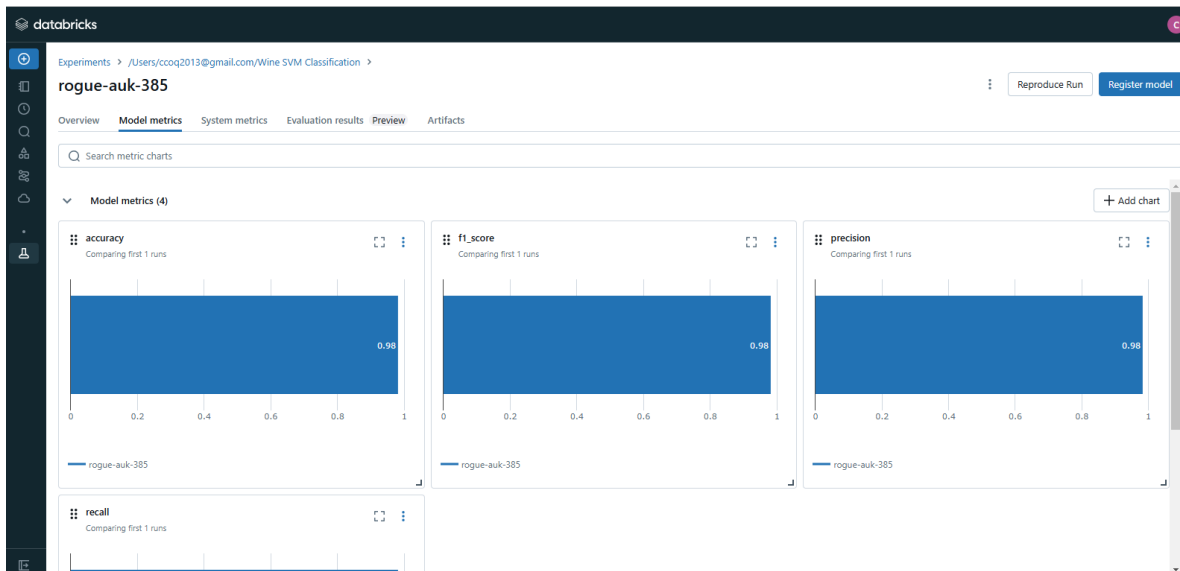 databricks
C
Experiments > /Users/ccoq2013@gmail.com/Wine SVM Classification >
rogue-auk-385
Reproduce Run
Register model
Overview Model metrics System metrics Evaluation results Preview Artifacts
Search metric charts
Model metrics (4)
+ Add chart
accuracy
Comparing first 1 runs
0.98
0 0.2 0.4 0.6 0.8 1
rogue-auk-385
f1_score
Comparing first 1 runs
0.98
0 0.2 0.4 0.6 0.8 1
rogue-auk-385
precision
Comparing first 1 runs
0.98
0 0.2 0.4 0.6 0.8 1
rogue-auk-385
recall
Comparing first 1 runs